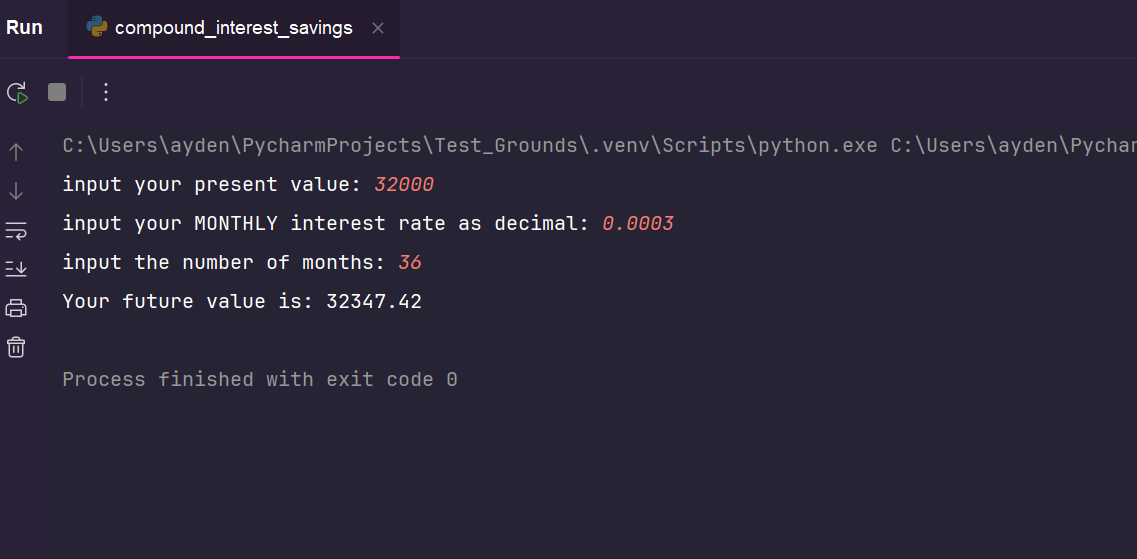 Run compound_interest_savings
C:\Users\ayden\PycharmProjects\Test_Grounds\.venv\Scripts\python.exe C:\Users\ayden\Pychar
input your present value: 32000
input your MONTHLY interest rate as decimal: 0.0003
input the number of months: 36
Your future value is: 32347.42
Process finished with exit code 0